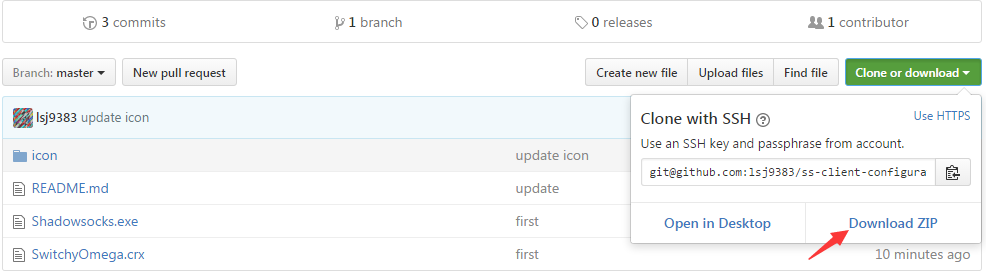 3 commits 1 branch 0 releases 1 contributor
Branch: master New pull request Create new file Upload files Find file Clone or download
lsj9383 update icon
Clone with SSH ? Use HTTPS
Use an SSH key and passphrase from account.
git@github.com:lsj9383/ss-client-configura
Open in Desktop Download ZIP
icon update icon
README.md update
Shadowsocks.exe first
SwitchyOmega.crx first 10 minutes ago